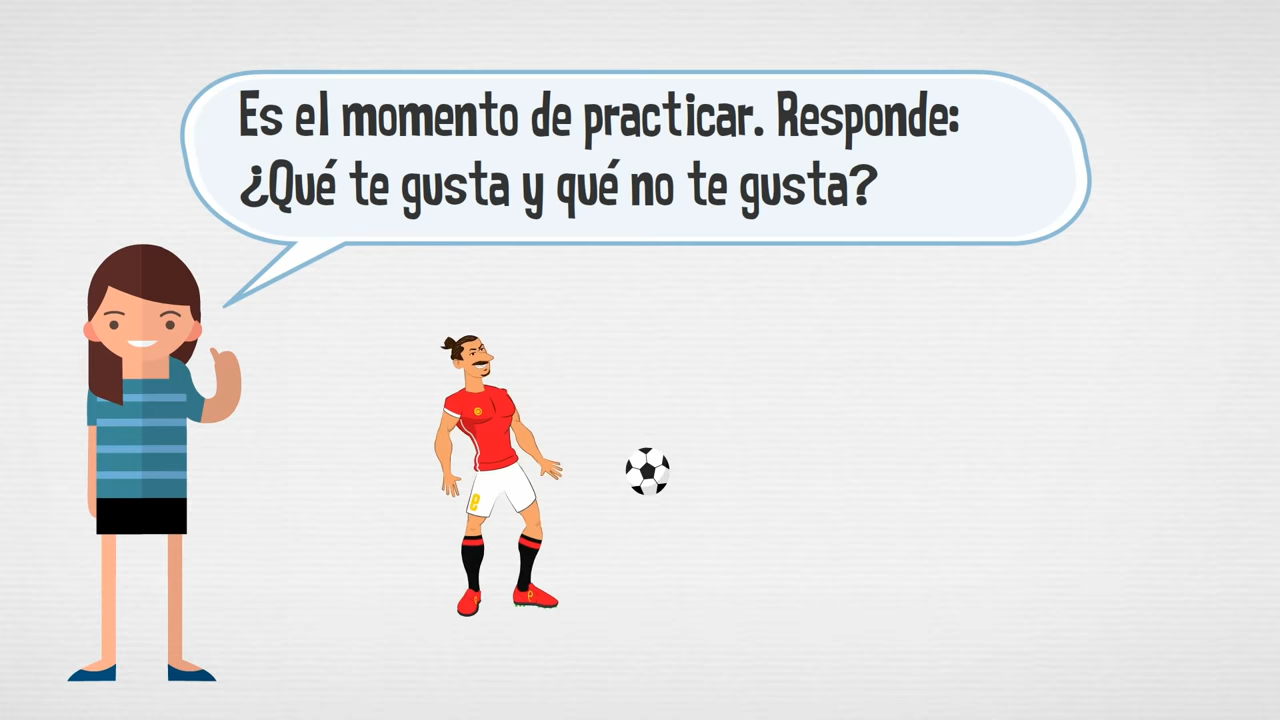 Es el momento de practicar. Responde:
¿Qué te gusta y qué no te gusta?